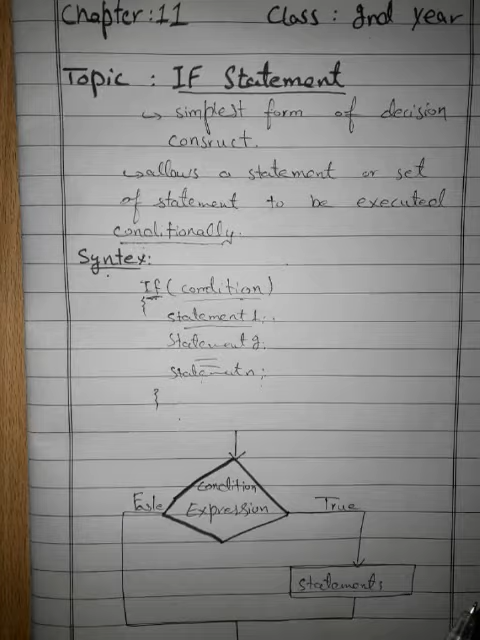 Chapter:11 Class: 2nd year
Topic : IF Statement
↳ simplest form of decision
construct.
↳ allows a statement or set
of statement to be executed
conditionally.
Syntex:
If(condition)
{
Statement 1;
Statement 2;
Statement n;
}
Condition
False Expression True
Statements